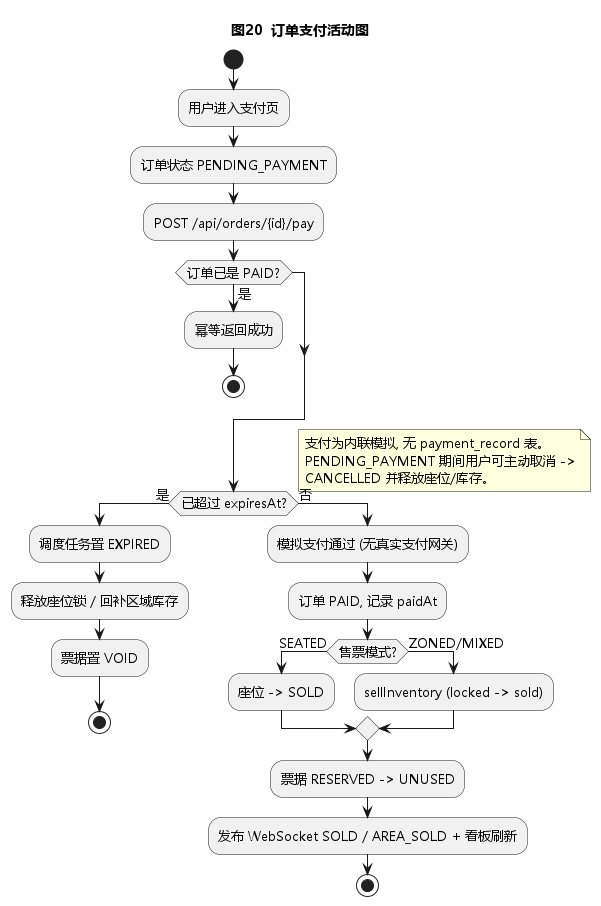 图20 订单支付活动图
用户进入支付页
订单状态 PENDING_PAYMENT
POST /api/orders/{id}/pay
订单已是 PAID?
是
幂等返回成功
支付为内联模拟, 无 payment_record 表。
PENDING_PAYMENT 期间用户可主动取消 ->
CANCELLED 并释放座位/库存。
是
已超过 expiresAt?
否
调度任务置 EXPIRED
模拟支付通过 (无真实支付网关)
释放座位锁 / 回补区域库存
订单 PAID, 记录 paidAt
票据置 VOID
SEATED
售票模式?
ZONED/MIXED
座位 -> SOLD
sellInventory (locked -> sold)
票据 RESERVED -> UNUSED
发布 WebSocket SOLD / AREA_SOLD + 看板刷新